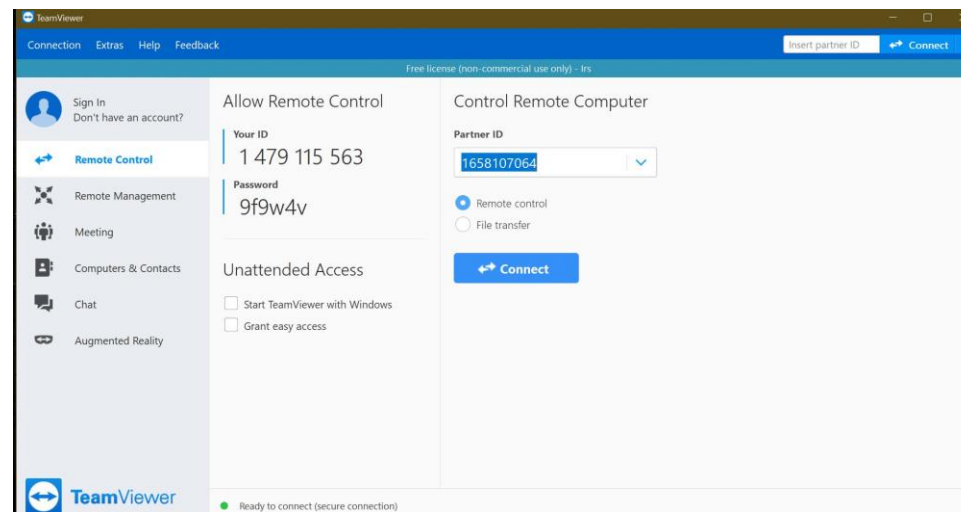 TeamViewer
Connection Extras Help Feedback
Insert partner ID
Connect
Free license (non-commercial use only) - Irs
Sign In
Don't have an account?
Remote Control
Remote Management
Meeting
Computers & Contacts
Chat
Augmented Reality
TeamViewer
Allow Remote Control
Your ID
1 479 115 563
Password
9f9w4v
Unattended Access
Start TeamViewer with Windows
Grant easy access
Control Remote Computer
Partner ID
1658107064
Remote control
File transfer
Connect
Ready to connect (secure connection)